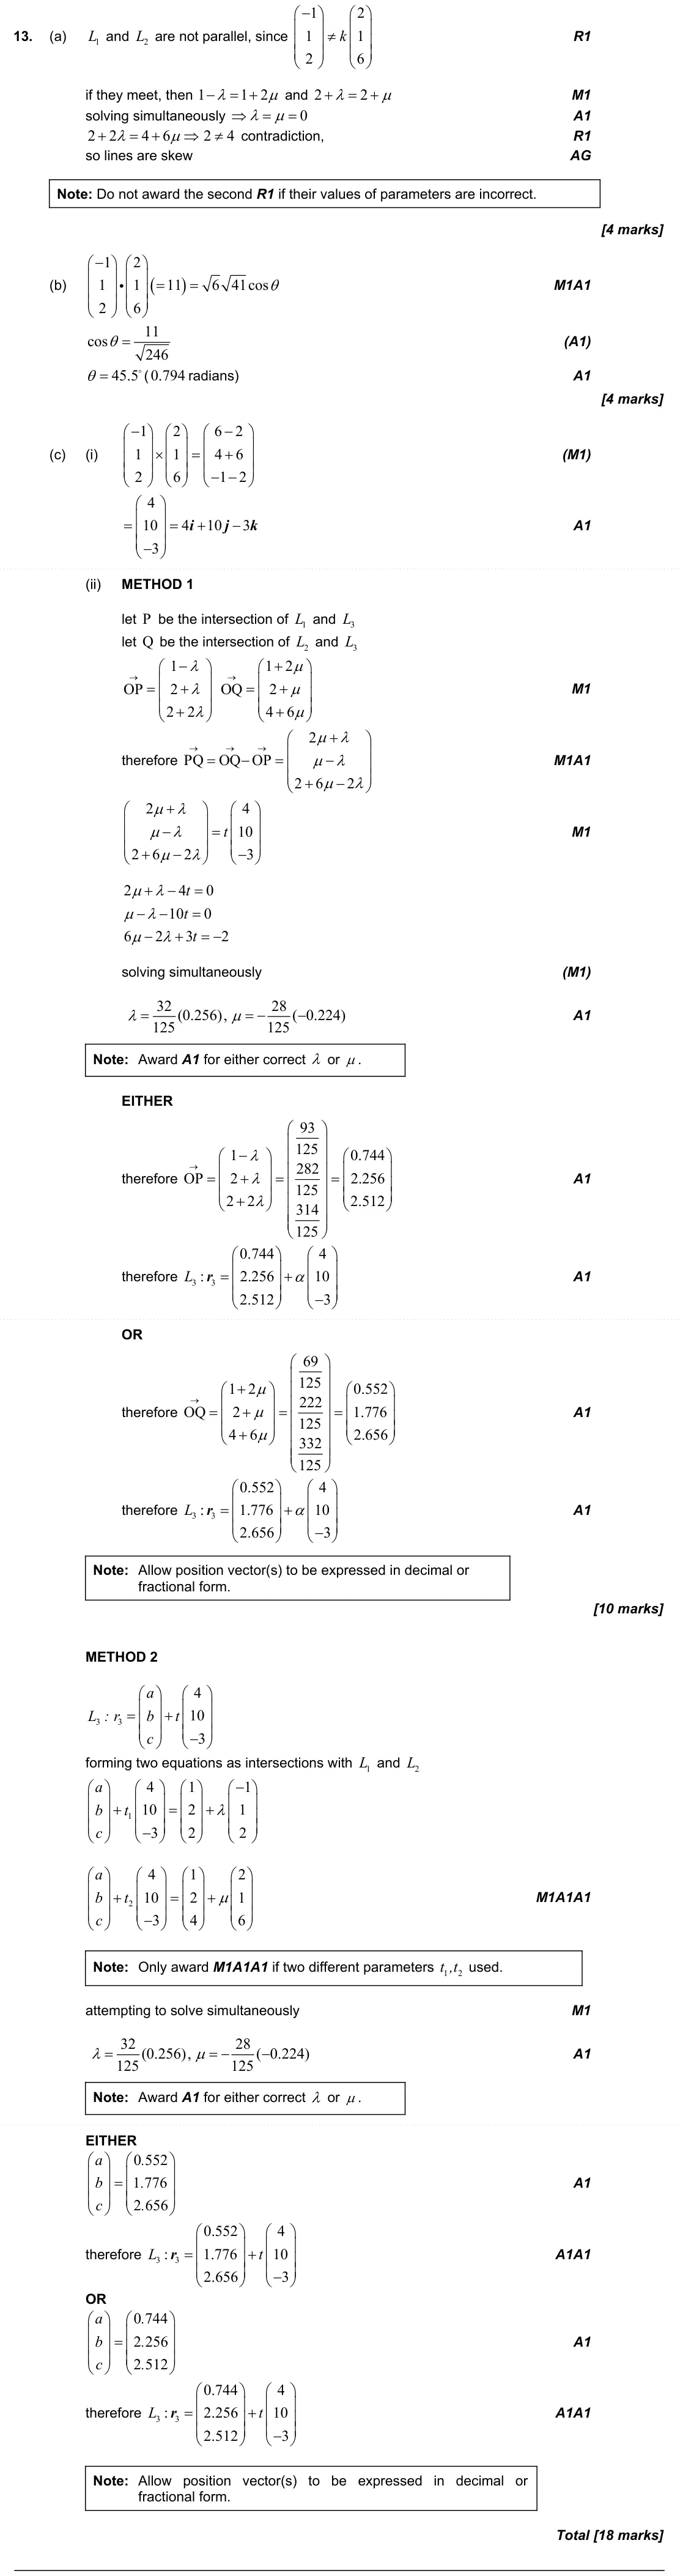 13. (a) L₁ and L₂ are not parallel, since (−1 1 2) ≠ k (2 1 6) R1
if they meet, then 1−λ=1+2μ and 2+λ=2+μ M1
solving simultaneously ⇒ λ=μ=0 A1
2+2λ=4+6μ ⇒ 2≠4 contradiction, R1
so lines are skew AG
Note: Do not award the second R1 if their values of parameters are incorrect.
[4 marks]
(b) (−1 1 2) • (2 1 6) (=11)=√6√41 cosθ M1A1
cosθ = 11/√246 (A1)
θ = 45.5° (0.794 radians) A1
[4 marks]
(c) (i) (−1 1 2) × (2 1 6) = (6−2 4+6 −1−2) (M1)
= (4 10 −3) = 4i+10j−3k A1
(ii) METHOD 1
let P be the intersection of L₁ and L₃
let Q be the intersection of L₂ and L₃
→OP = (1−λ 2+λ 2+2λ) →OQ = (1+2μ 2+μ 4+6μ) M1
therefore →PQ = →OQ − →OP = (2μ+λ μ−λ 2+6μ−2λ) M1A1
(2μ+λ μ−λ 2+6μ−2λ) = t (4 10 −3) M1
2μ+λ−4t=0
μ−λ−10t=0
6μ−2λ+3t=−2
solving simultaneously (M1)
λ = 32/125 (0.256), μ = −28/125 (−0.224) A1
Note: Award A1 for either correct λ or μ.
EITHER
therefore →OP = (1−λ 2+λ 2+2λ) = (93/125 282/125 314/125) = (0.744 2.256 2.512) A1
therefore L₃ : r₃ = (0.744 2.256 2.512) + α (4 10 −3) A1
OR
therefore →OQ = (1+2μ 2+μ 4+6μ) = (69/125 222/125 332/125) = (0.552 1.776 2.656) A1
therefore L₃ : r₃ = (0.552 1.776 2.656) + α (4 10 −3) A1
Note: Allow position vector(s) to be expressed in decimal or
fractional form.
[10 marks]
METHOD 2
L₃ : r₃ = (a b c) + t (4 10 −3)
forming two equations as intersections with L₁ and L₂
(a b c) + t₁ (4 10 −3) = (1 2 2) + λ (−1 1 2)
(a b c) + t₂ (4 10 −3) = (1 2 4) + μ (2 1 6) M1A1A1
Note: Only award M1A1A1 if two different parameters t₁,t₂ used.
attempting to solve simultaneously M1
λ = 32/125 (0.256), μ = −28/125 (−0.224) A1
Note: Award A1 for either correct λ or μ.
EITHER
(a b c) = (0.552 1.776 2.656) A1
therefore L₃ : r₃ = (0.552 1.776 2.656) + t (4 10 −3) A1A1
OR
(a b c) = (0.744 2.256 2.512) A1
therefore L₃ : r₃ = (0.744 2.256 2.512) + t (4 10 −3) A1A1
Note: Allow position vector(s) to be expressed in decimal or
fractional form.
Total [18 marks]